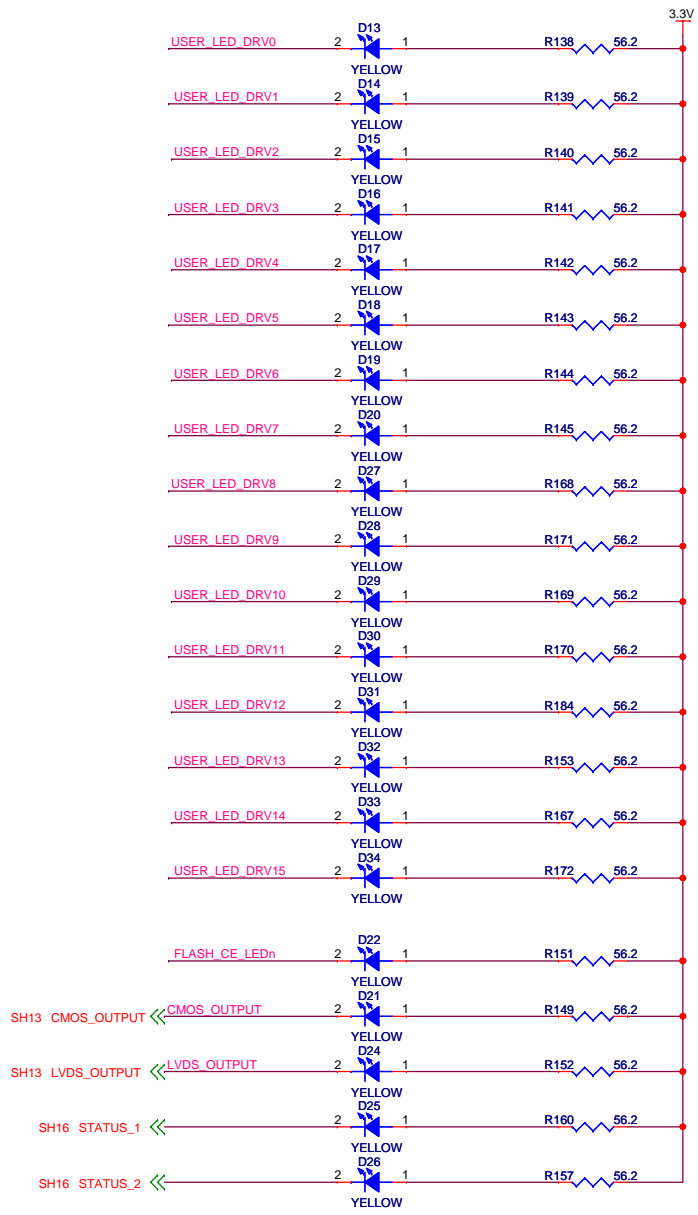 3.3V
D13
USER_LED_DRV0 2 1 R138 56.2
YELLOW
D14
USER_LED_DRV1 2 1 R139 56.2
YELLOW
D15
USER_LED_DRV2 2 1 R140 56.2
YELLOW
D16
USER_LED_DRV3 2 1 R141 56.2
YELLOW
D17
USER_LED_DRV4 2 1 R142 56.2
YELLOW
D18
USER_LED_DRV5 2 1 R143 56.2
YELLOW
D19
USER_LED_DRV6 2 1 R144 56.2
YELLOW
D20
USER_LED_DRV7 2 1 R145 56.2
YELLOW
D27
USER_LED_DRV8 2 1 R168 56.2
YELLOW
D28
USER_LED_DRV9 2 1 R171 56.2
YELLOW
D29
USER_LED_DRV10 2 1 R169 56.2
YELLOW
D30
USER_LED_DRV11 2 1 R170 56.2
YELLOW
D31
USER_LED_DRV12 2 1 R184 56.2
YELLOW
D32
USER_LED_DRV13 2 1 R153 56.2
YELLOW
D33
USER_LED_DRV14 2 1 R167 56.2
YELLOW
D34
USER_LED_DRV15 2 1 R172 56.2
YELLOW
D22
FLASH_CE_LEDn 2 1 R151 56.2
YELLOW
D21
SH13 CMOS_OUTPUT CMOS_OUTPUT 2 1 R149 56.2
YELLOW
D24
SH13 LVDS_OUTPUT LVDS_OUTPUT 2 1 R152 56.2
YELLOW
D25
SH16 STATUS_1 2 1 R160 56.2
YELLOW
D26
SH16 STATUS_2 2 1 R157 56.2
YELLOW